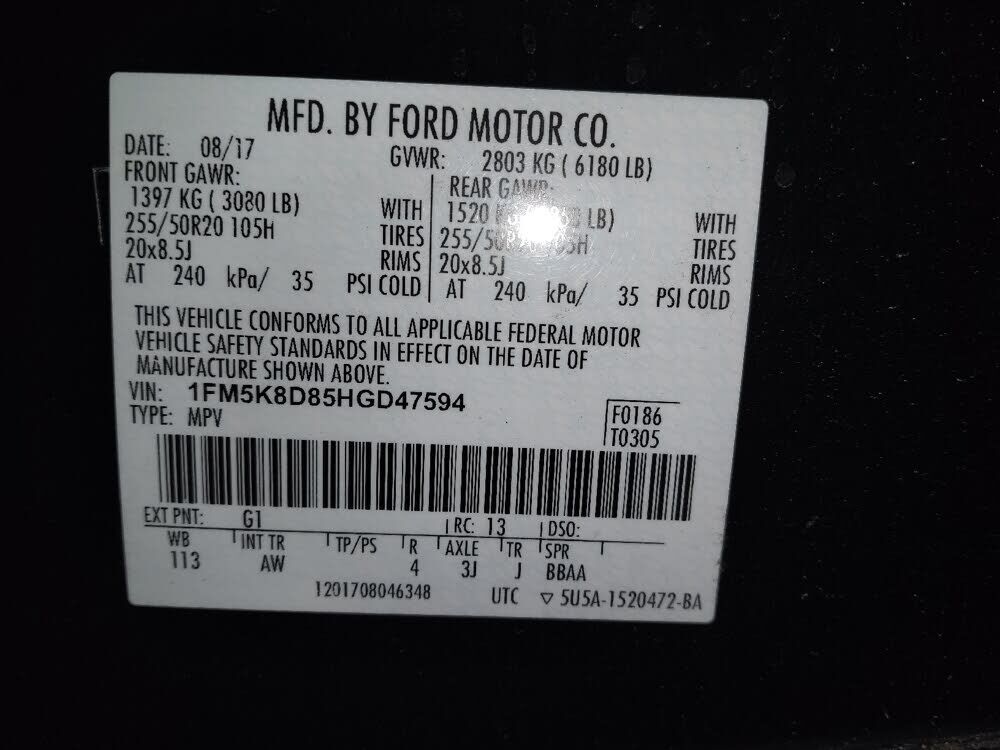 MFD. BY FORD MOTOR CO.
DATE: 08/17 GVWR: 2803 KG ( 6180 LB)
FRONT GAWR: REAR
1397 KG ( 3080 LB) WITH 1520 LB) WITH
255/50R20 105H TIRES TIRES
20x8.5J RIMS 20x8.5J RIMS
AT 240 kPa/ 35 PSI COLD AT 240 kPa/ 35 PSI COLD
THIS VEHICLE CONFORMS TO ALL APPLICABLE FEDERAL MOTOR
VEHICLE SAFETY STANDARDS IN EFFECT ON THE DATE OF
MANUFACTURE SHOWN ABOVE.
VIN: 1FM5K8D85HGD47594
TYPE: MPV
F0186
T0305
EXT PNT: G1 RC: 13 DSO:
WB INT TR TP/PS R AXLE TR SPR
113 AW 4 3J J BBAA
1201708046348 UTC ▽ 5U5A-1520472-BA